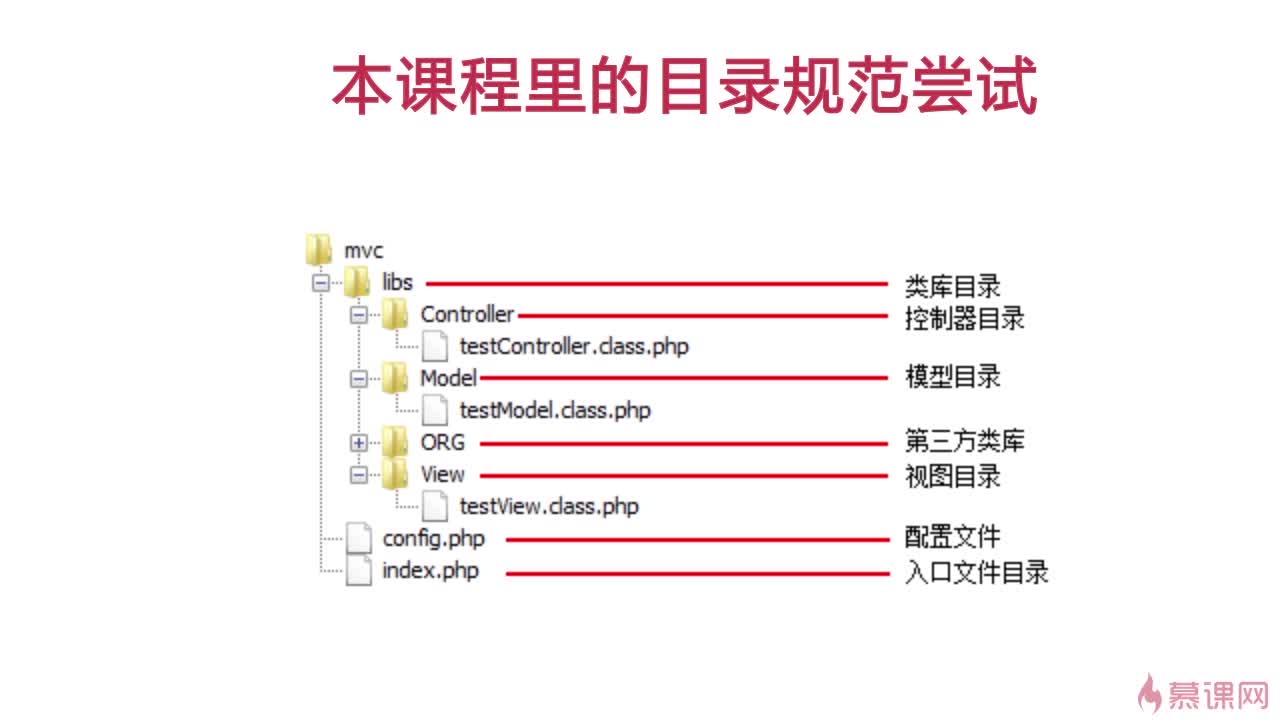 本课程里的目录规范尝试
mvc
libs 类库目录
Controller 控制器目录
testController.class.php
Model 模型目录
testModel.class.php
ORG 第三方类库
View 视图目录
testView.class.php
config.php 配置文件
index.php 入口文件目录
慕课网